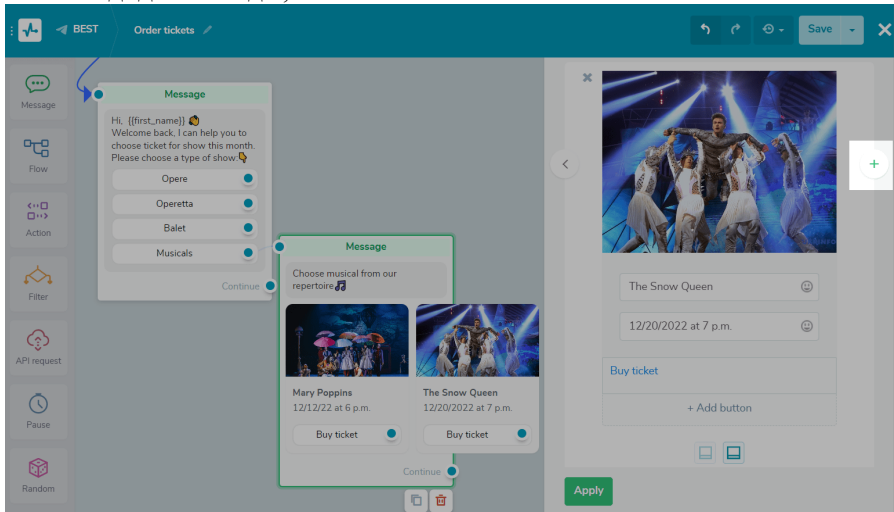 BEST
Order tickets
Save
Message
Flow
Action
Filter
API request
Pause
Random
Message
Hi, {{first_name}} 👏
Welcome back, I can help you to
choose ticket for show this month.
Please choose a type of show:👇
Opere
Operetta
Balet
Musicals
Continue
Message
Choose musical from our
repertoire🎵
Mary Poppins
12/12/22 at 6 p.m.
Buy ticket
The Snow Queen
12/20/2022 at 7 p.m.
Buy ticket
Continue
The Snow Queen
12/20/2022 at 7 p.m.
Buy ticket
+ Add button
Apply